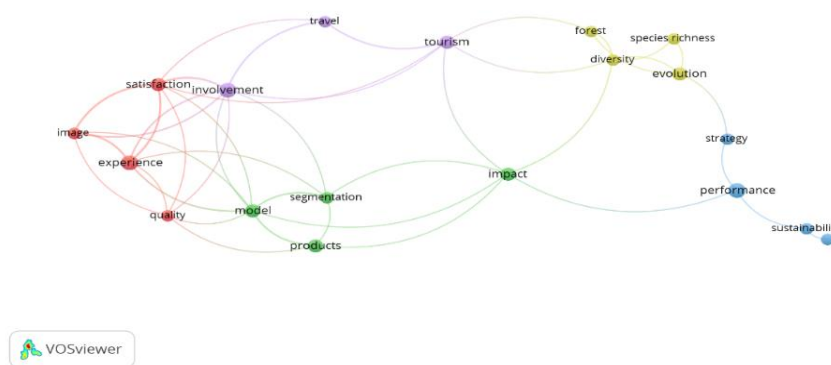 travel
tourism
forest
species richness
diversity
evolution
satisfaction
involvement
image
experience
strategy
impact
performance
segmentation
model
quality
products
sustainabili
VOSviewer